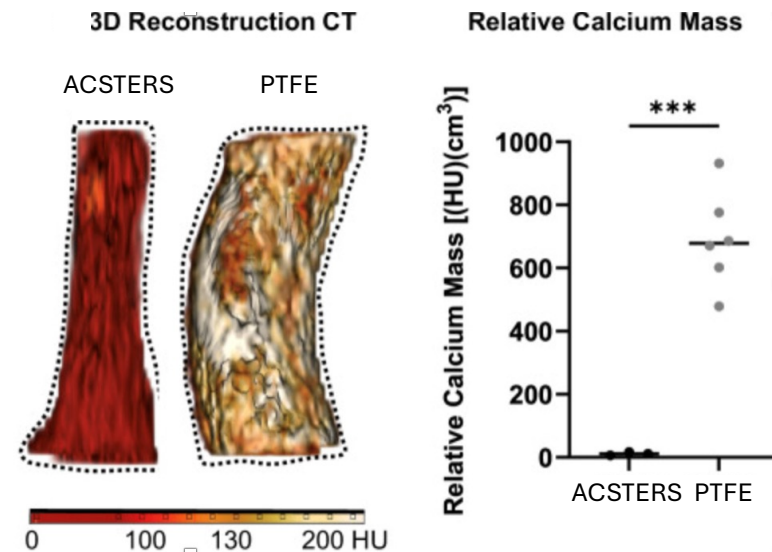 3D Reconstruction CT
ACSTERS PTFE
0 100 130 200 HU
Relative Calcium Mass
Relative Calcium Mass [(HU)(cm³)]
***
1000
800
600
400
200
0
ACSTERS PTFE